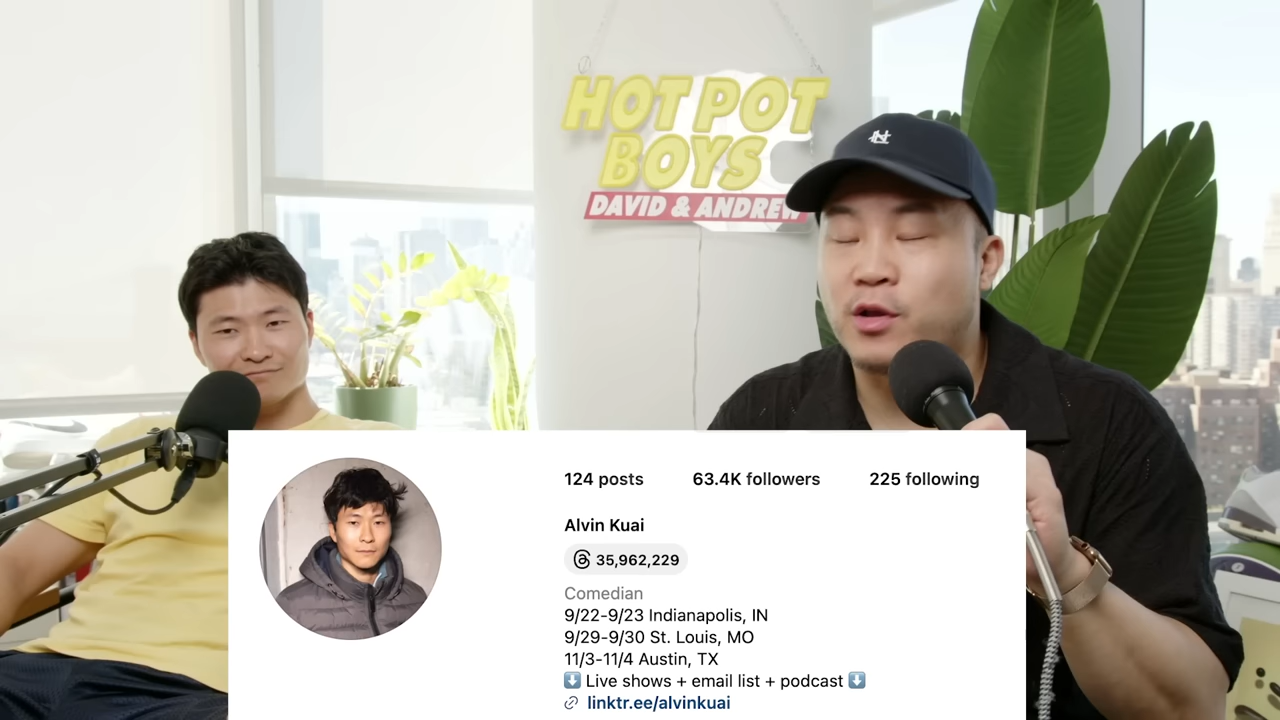 HOT POT
BOYS
DAVID & ANDREW
124 posts 63.4K followers 225 following
Alvin Kuai
35,962,229
Comedian
9/22-9/23 Indianapolis, IN
9/29-9/30 St. Louis, MO
11/3-11/4 Austin, TX
⬇️ Live shows + email list + podcast ⬇️
linktr.ee/alvinkuai